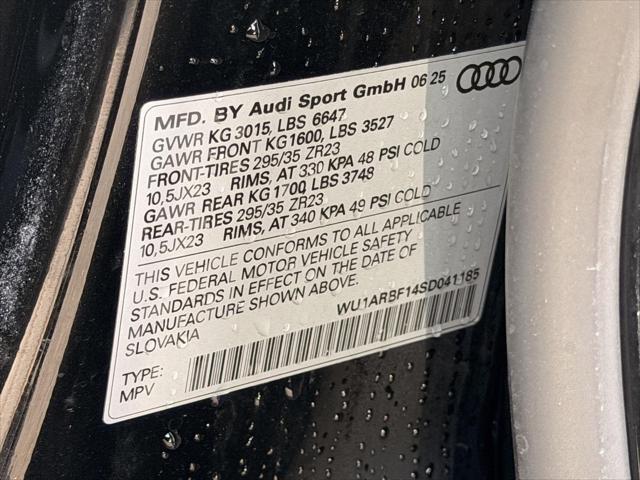 MFD. BY Audi Sport GmbH 06 25
GVWR KG 3015, LBS 6647
GAWR FRONT KG1600, LBS 3527
FRONT-TIRES 295/35 ZR23
10,5JX23 RIMS, AT 330 KPA 48 PSI COLD
GAWR REAR KG 1700 LBS 3748
REAR-TIRES 295/35 ZR23
10,5JX23 RIMS, AT 340 KPA 49 PSI COLD
THIS VEHICLE CONFORMS TO ALL APPLICABLE
U.S. FEDERAL MOTOR VEHICLE SAFETY
STANDARDS IN EFFECT ON THE DATE OF
MANUFACTURE SHOWN ABOVE.
SLOVAKIA WU1ARBF14SD041185
TYPE:
MPV